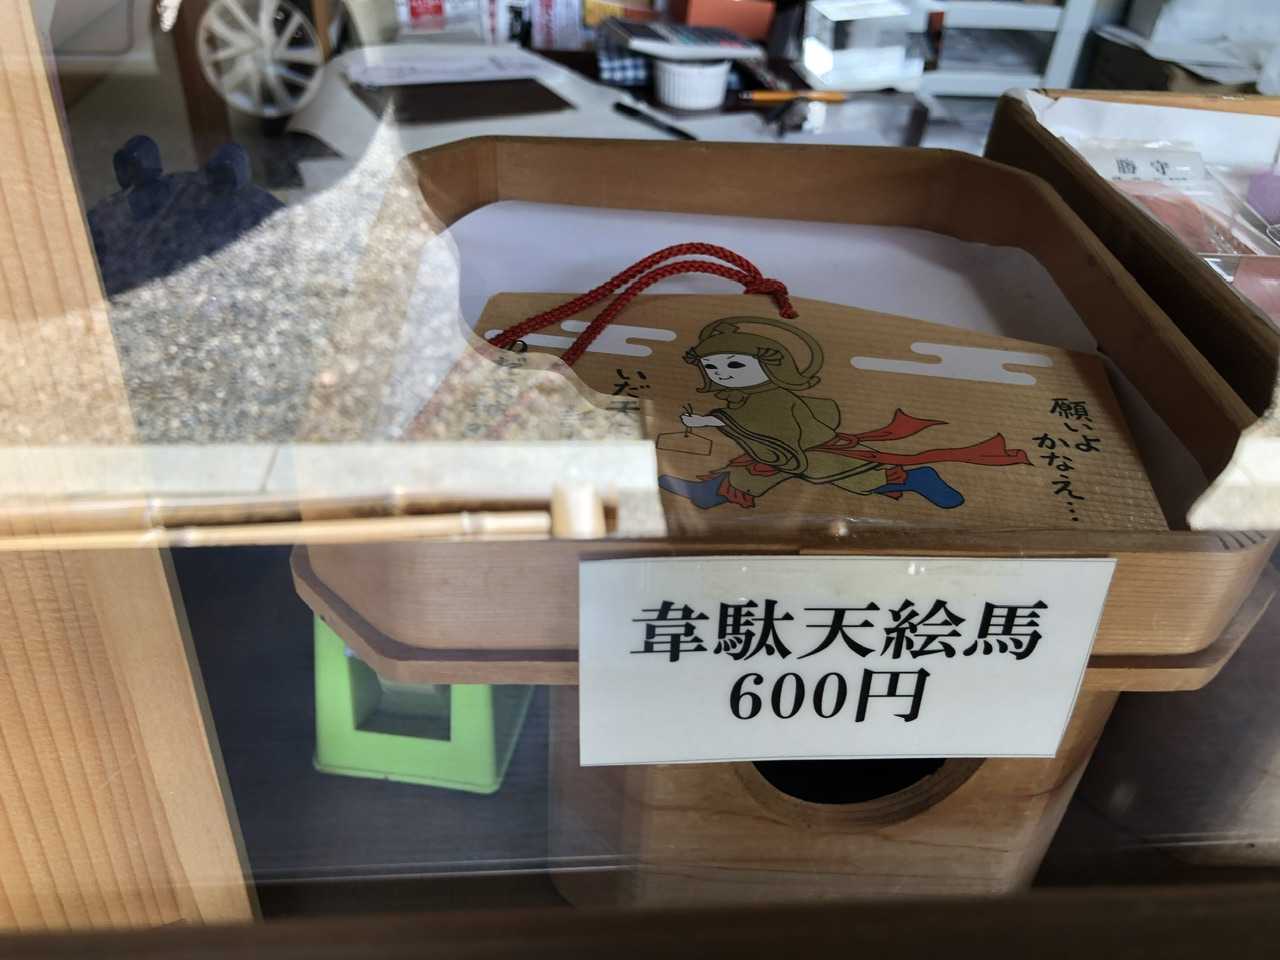 勝守
いだ天
願いよ
かなえ…
韋駄天絵馬
600円